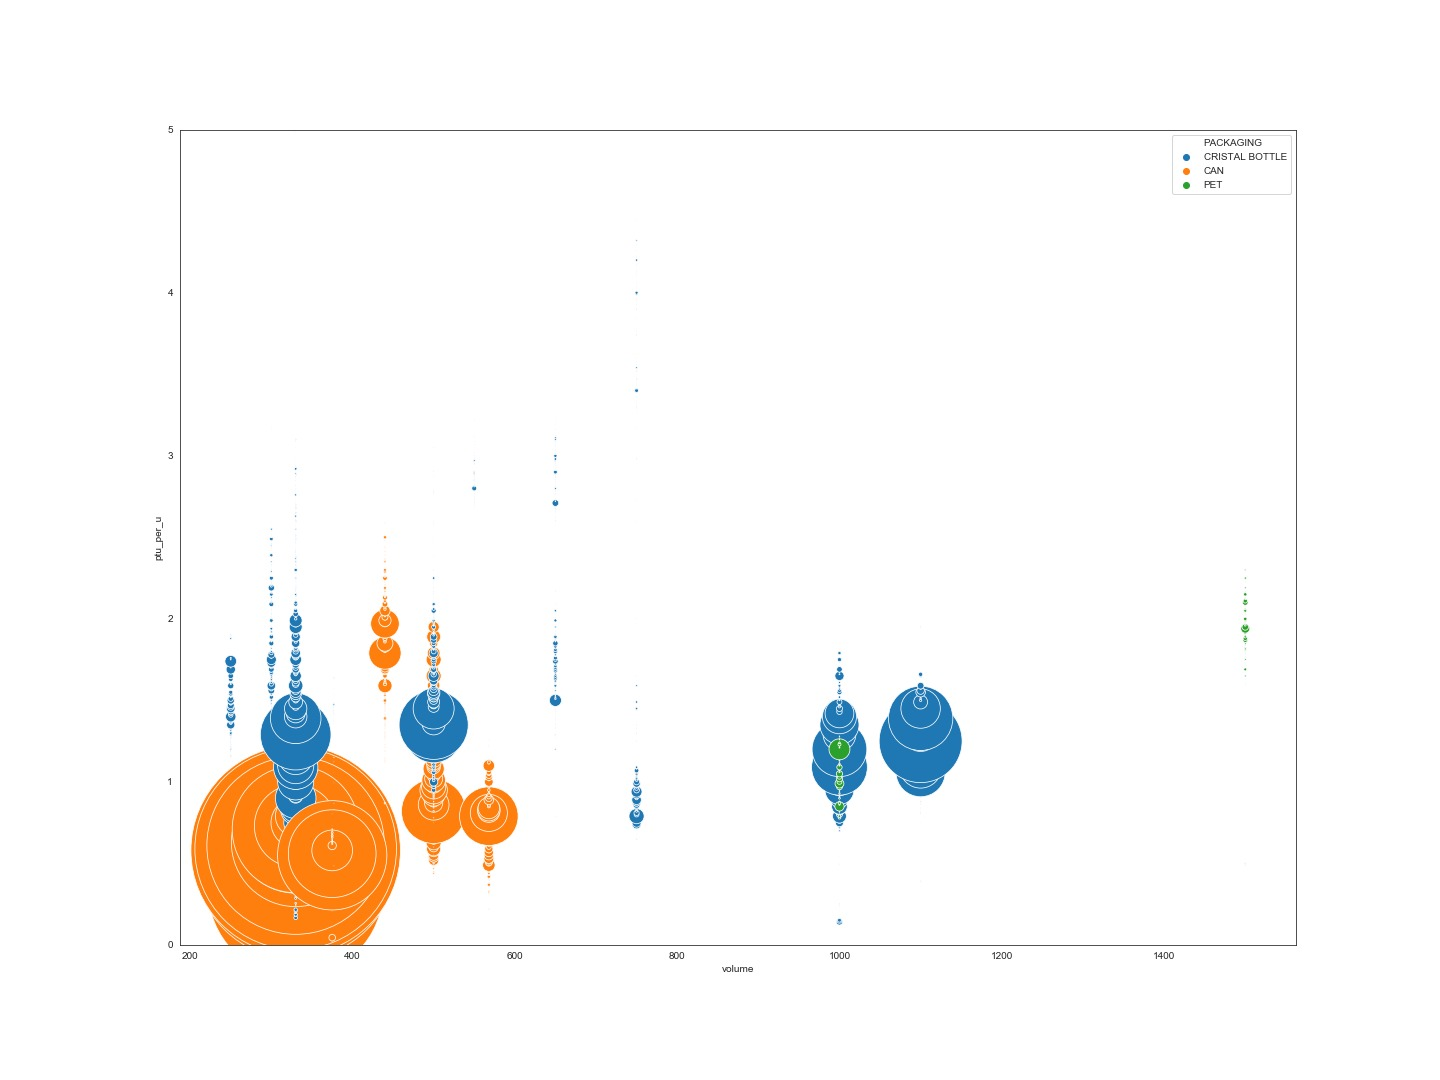 PACKAGING
CRISTAL BOTTLE
CAN
PET
5
4
3
2
1
0
ptu_per_u
200 400 600 800 1000 1200 1400
volume